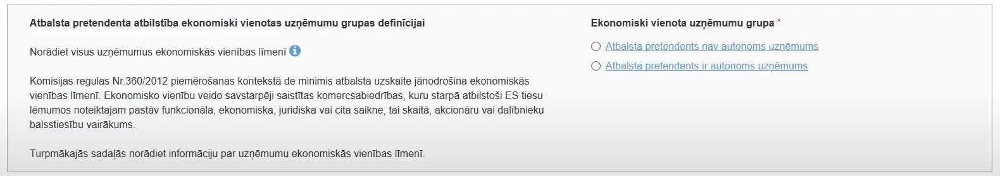 Atbalsta pretendenta atbilstība ekonomiski vienotas uzņēmumu grupas definīcijai
Norādiet visus uzņēmumus ekonomiskās vienības līmenī
Komisijas regulas Nr.360/2012 piemērošanas kontekstā de minimis atbalsta uzskaite jānodrošina ekonomiskās
vienības līmenī. Ekonomisko vienību veido savstarpēji saistītas komercsabiedrības, kuru starpā atbilstoši ES tiesu
lēmumos noteiktajam pastāv funkcionāla, ekonomiska, juridiska vai cita saikne, tai skaitā, akcionāru vai dalībnieku
balsstiesību vairākums.
Turpmākajās sadaļās norādiet informāciju par uzņēmumu ekonomiskās vienības līmenī.
Ekonomiski vienota uzņēmumu grupa *
Atbalsta pretendents nav autonoms uzņēmums
Atbalsta pretendents ir autonoms uzņēmums